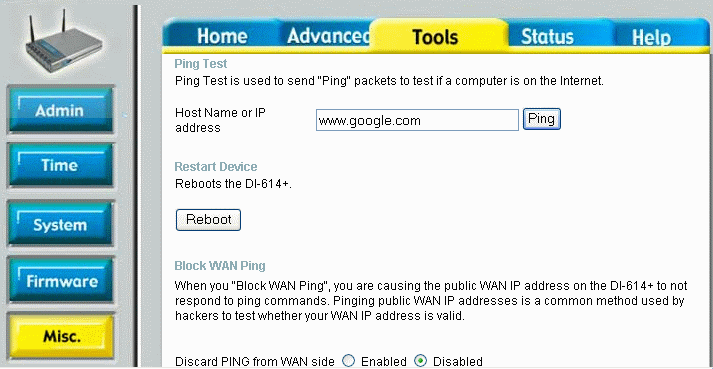 Home
Advanced
Tools
Status
Help
Admin
Time
System
Firmware
Misc.
Ping Test
Ping Test is used to send "Ping" packets to test if a computer is on the Internet.
Host Name or IP
address
www.google.com
Ping
Restart Device
Reboots the DI-614+.
Reboot
Block WAN Ping
When you "Block WAN Ping", you are causing the public WAN IP address on the DI-614+ to not
respond to ping commands. Pinging public WAN IP addresses is a common method used by
hackers to test whether your WAN IP address is valid.
Discard PING from WAN side Enabled Disabled